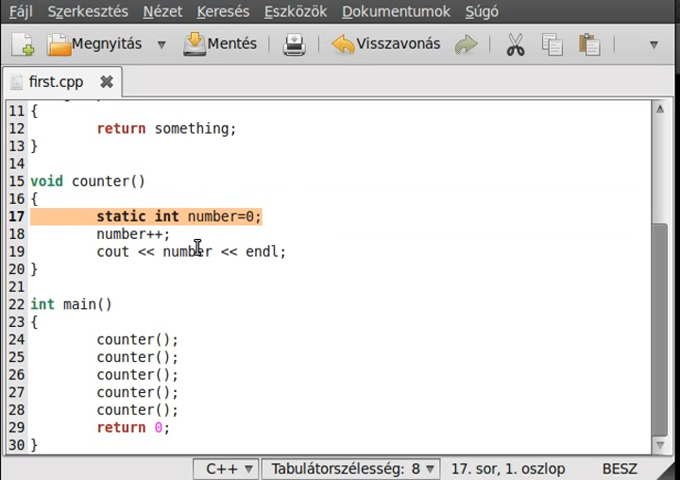 Fájl Szerkesztés Nézet Keresés Eszközök Dokumentumok Súgó
Megnyitás Mentés Visszavonás
first.cpp
11 {
12 return something;
13 }
14
15 void counter()
16 {
17 static int number=0;
18 number++;
19 cout << number << endl;
20 }
21
22 int main()
23 {
24 counter();
25 counter();
26 counter();
27 counter();
28 counter();
29 return 0;
30 }
C++ Tabulátorszélesség: 8 17. sor, 1. oszlop BESZ